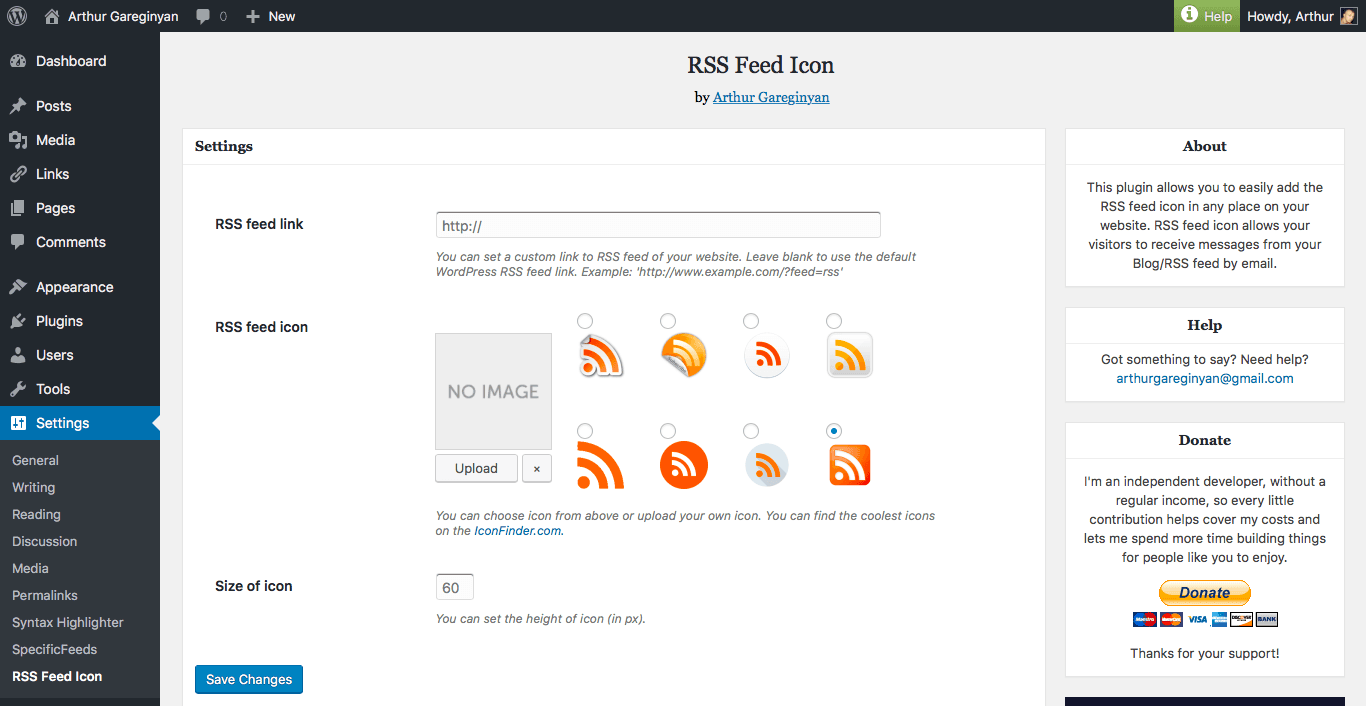 Arthur Gareginyan 0 New Help Howdy, Arthur
Dashboard
Posts
Media
Links
Pages
Comments
Appearance
Plugins
Users
Tools
Settings
General
Writing
Reading
Discussion
Media
Permalinks
Syntax Highlighter
SpecificFeeds
RSS Feed Icon
RSS Feed Icon
by Arthur Gareginyan
Settings
RSS feed link
http://
You can set a custom link to RSS feed of your website. Leave blank to use the default
WordPress RSS feed link. Example: 'http://www.example.com/?feed=rss'
RSS feed icon
NO IMAGE
Upload ×
You can choose icon from above or upload your own icon. You can find the coolest icons
on the IconFinder.com.
Size of icon
60
You can set the height of icon (in px).
Save Changes
About
This plugin allows you to easily add the
RSS feed icon in any place on your
website. RSS feed icon allows your
visitors to receive messages from your
Blog/RSS feed by email.
Help
Got something to say? Need help?
arthurgareginyan@gmail.com
Donate
I'm an independent developer, without a
regular income, so every little
contribution helps cover my costs and
lets me spend more time building things
for people like you to enjoy.
Donate
VISA BANK
Thanks for your support!